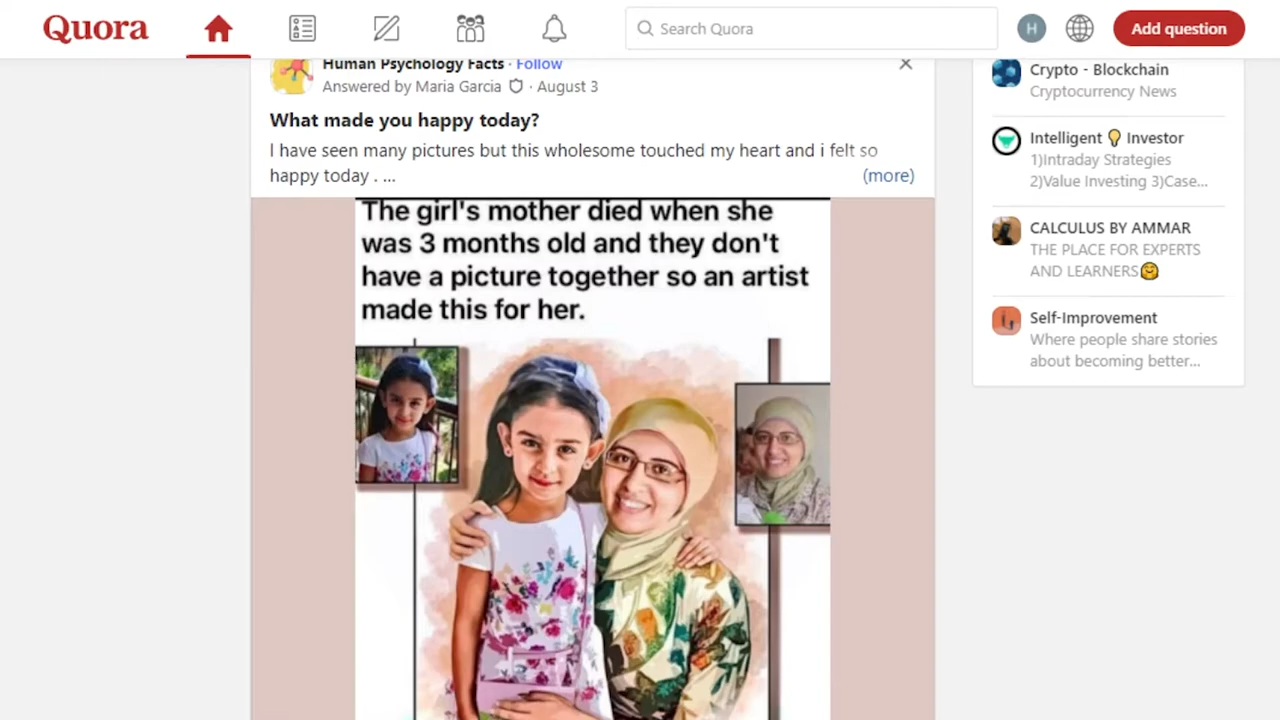 Quora
Search Quora
H
Add question
Human Psychology Facts · Follow
Answered by Maria Garcia · August 3
What made you happy today?
I have seen many pictures but this wholesome touched my heart and i felt so
happy today . ...
(more)
The girl's mother died when she
was 3 months old and they don't
have a picture together so an artist
made this for her.
Crypto - Blockchain
Cryptocurrency News
Intelligent 💡 Investor
1)Intraday Strategies
2)Value Investing 3)Case...
CALCULUS BY AMMAR
THE PLACE FOR EXPERTS
AND LEARNERS🤗
Self-Improvement
Where people share stories
about becoming better...